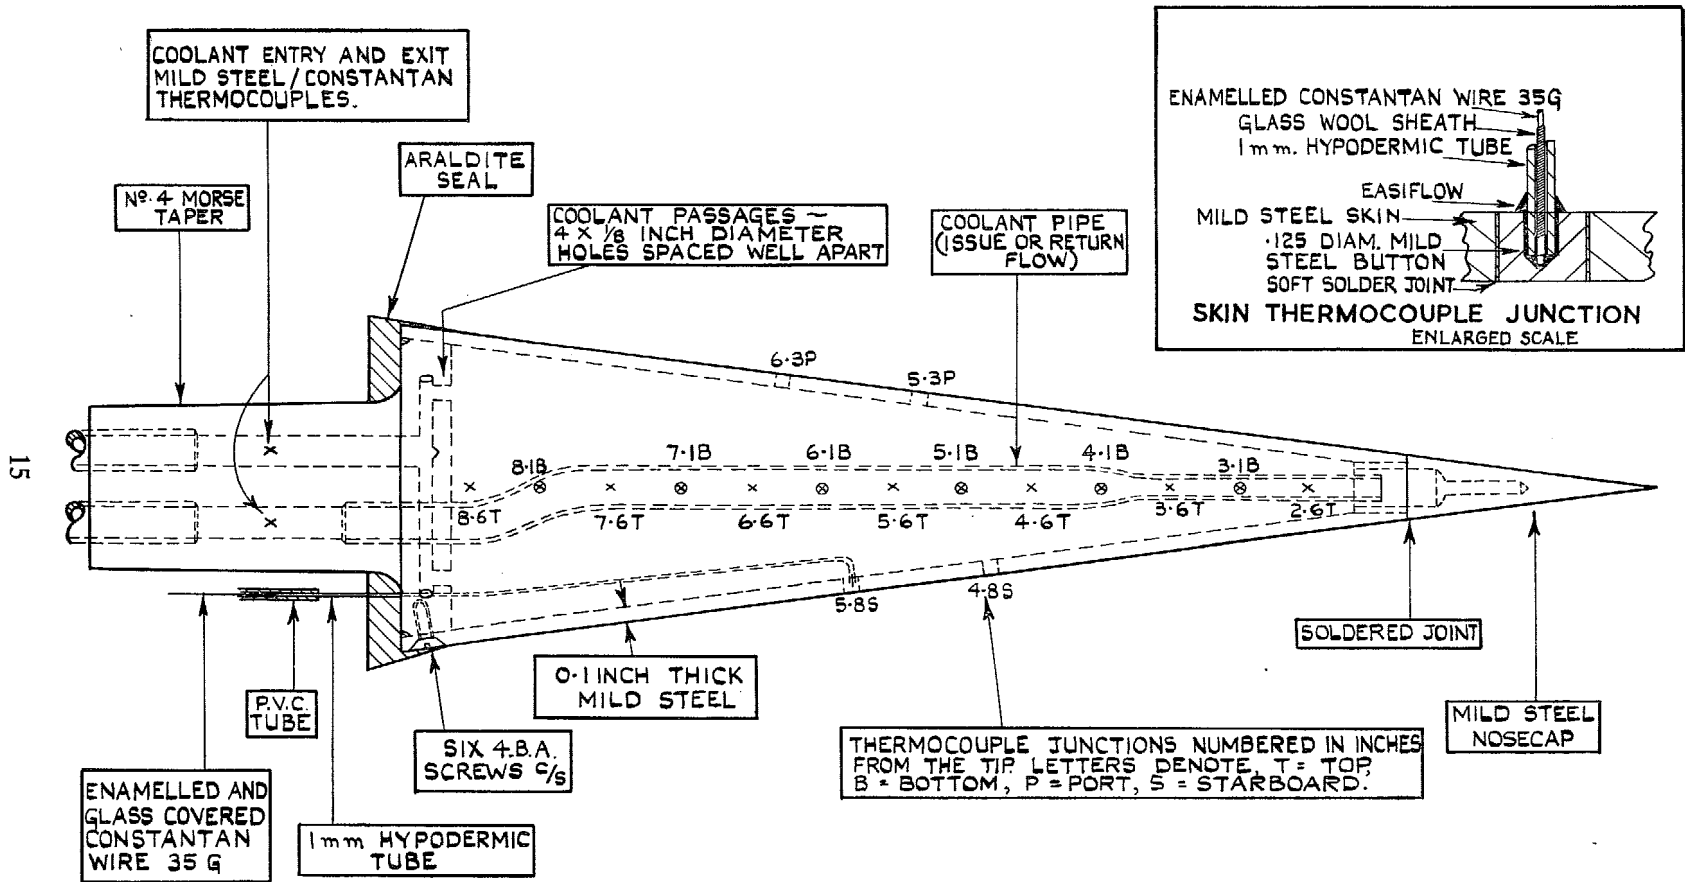 COOLANT ENTRY AND EXIT
MILD STEEL/CONSTANTAN
THERMOCOUPLES.
ARALDITE
SEAL
Nº.4 MORSE
TAPER
COOLANT PASSAGES ~
4 X 1/8 INCH DIAMETER
HOLES SPACED WELL APART
COOLANT PIPE
(ISSUE OR RETURN
FLOW)
ENAMELLED CONSTANTAN WIRE 35G
GLASS WOOL SHEATH
1mm. HYPODERMIC TUBE
EASIFLOW
MILD STEEL SKIN
·125 DIAM. MILD
STEEL BUTTON
SOFT SOLDER JOINT
SKIN THERMOCOUPLE JUNCTION
ENLARGED SCALE
6·3P
5·3P
8·1B
7·1B
6·1B
5·1B
4·1B
3·1B
8·6T
7·6T
6·6T
5·6T
4·6T
3·6T
2·6T
5·8S
4·8S
15
SOLDERED JOINT
0·1 INCH THICK
MILD STEEL
P.V.C.
TUBE
SIX 4.B.A.
SCREWS C/S
MILD STEEL
NOSECAP
THERMOCOUPLE JUNCTIONS NUMBERED IN INCHES
FROM THE TIP. LETTERS DENOTE, T = TOP,
B = BOTTOM, P = PORT, S = STARBOARD.
ENAMELLED AND
GLASS COVERED
CONSTANTAN
WIRE 35 G
1mm HYPODERMIC
TUBE